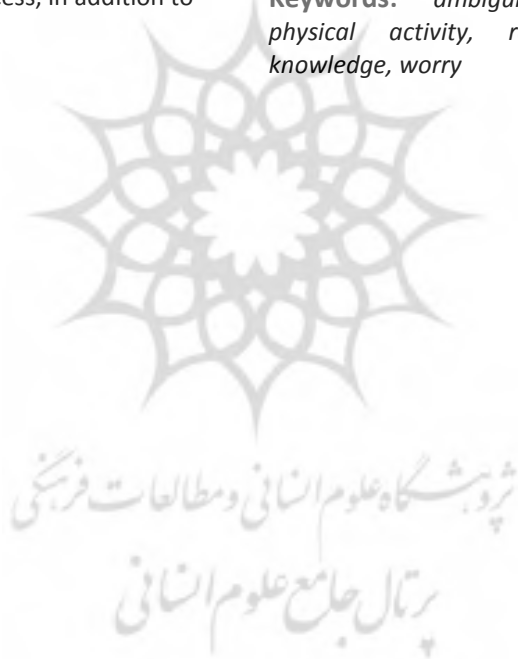 ess, in addition to
Keywords: ambigu
physical activity, r
knowledge, worry
پژوهشگاه علوم انسانی و مطالعات فرهنگی
پرتال جامع علوم انسانی